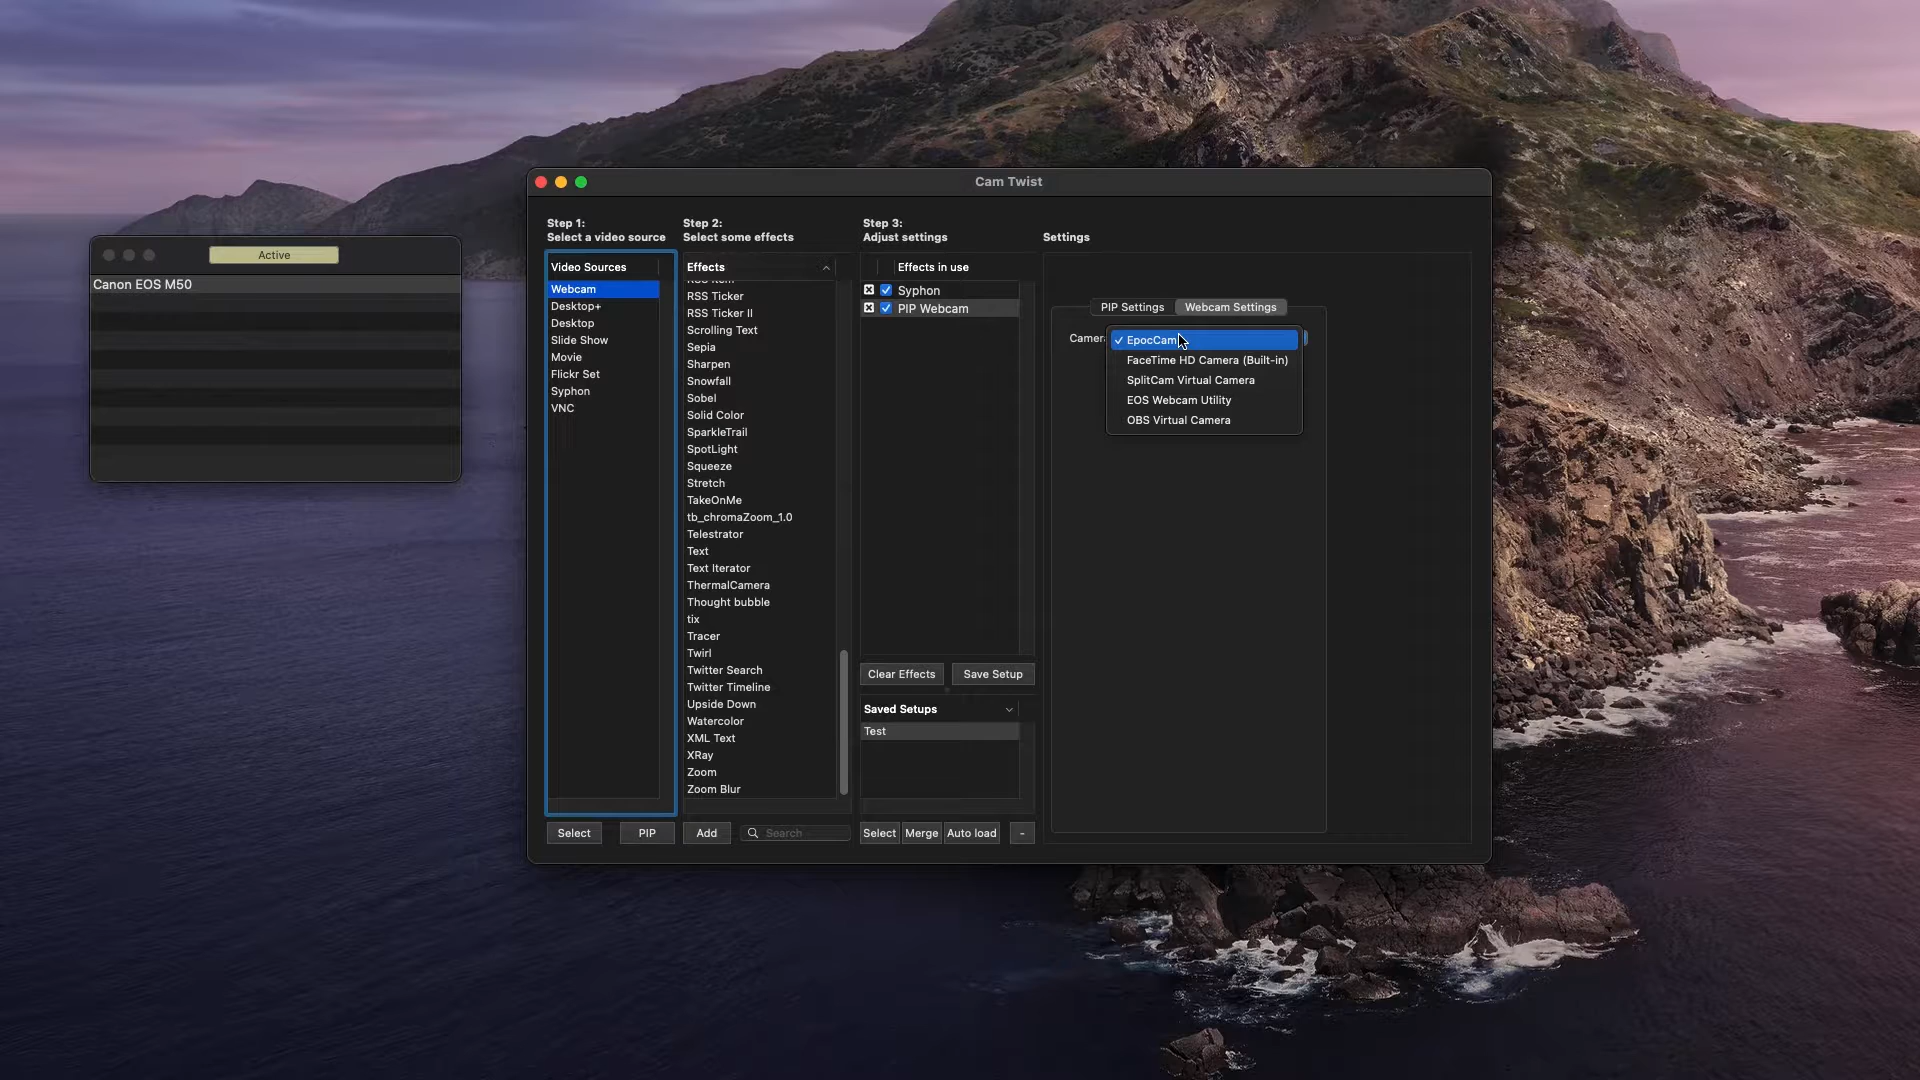 Cam Twist
Active
Canon EOS M50
Step 1:
Select a video source
Video Sources
Webcam
Desktop+
Desktop
Slide Show
Movie
Flickr Set
Syphon
VNC
Select
PIP
Step 2:
Select some effects
Effects
RSS Item
RSS Ticker
RSS Ticker II
Scrolling Text
Sepia
Sharpen
Snowfall
Sobel
Solid Color
SparkleTrail
SpotLight
Squeeze
Stretch
TakeOnMe
tb_chromaZoom_1.0
Telestrator
Text
Text Iterator
ThermalCamera
Thought bubble
tix
Tracer
Twirl
Twitter Search
Twitter Timeline
Upside Down
Watercolor
XML Text
XRay
Zoom
Zoom Blur
Add
Search
Step 3:
Adjust settings
Effects in use
Syphon
PIP Webcam
Clear Effects
Save Setup
Saved Setups
Test
Select
Merge
Auto load
-
Settings
PIP Settings
Webcam Settings
Camera
✓ EpocCam
FaceTime HD Camera (Built-in)
SplitCam Virtual Camera
EOS Webcam Utility
OBS Virtual Camera